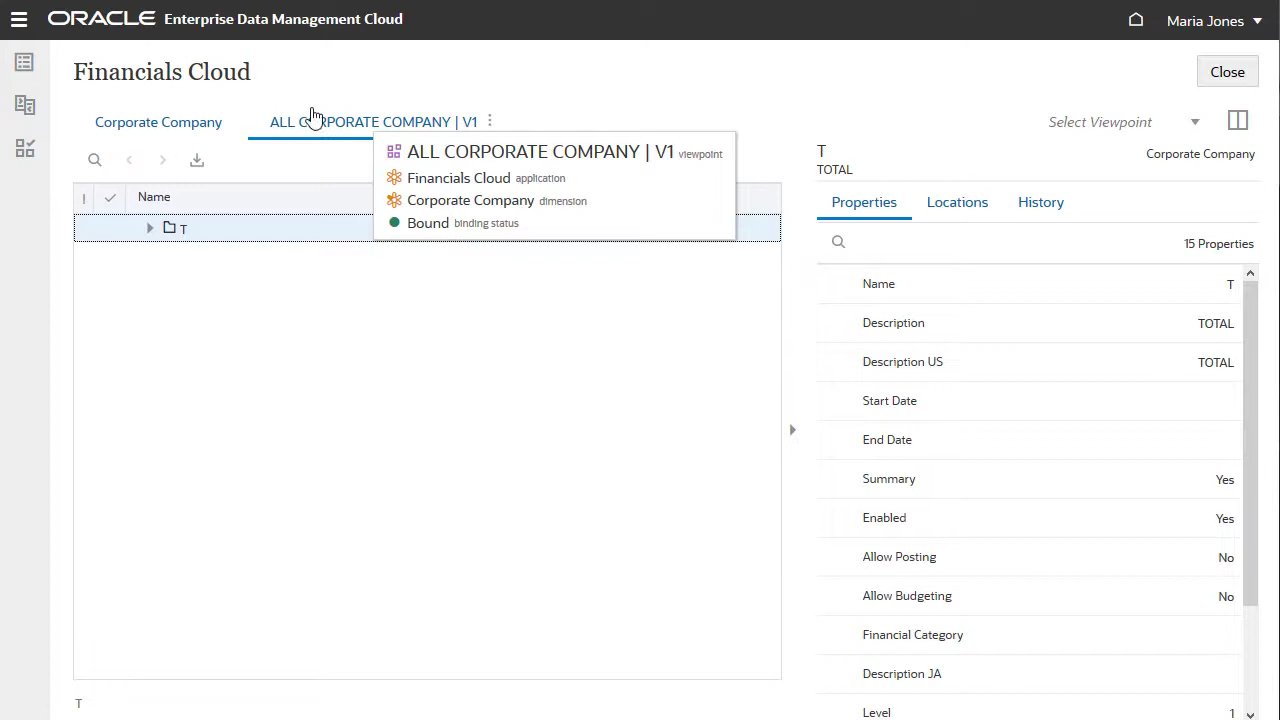 ORACLE Enterprise Data Management Cloud
Maria Jones
Financials Cloud
Close
Corporate Company
ALL CORPORATE COMPANY | V1
Select Viewpoint
ALL CORPORATE COMPANY | V1 viewpoint
Financials Cloud application
Corporate Company dimension
Bound binding status
Name
T
T
T
TOTAL
Corporate Company
Properties
Locations
History
15 Properties
Name T
Description TOTAL
Description US TOTAL
Start Date
End Date
Summary Yes
Enabled Yes
Allow Posting No
Allow Budgeting No
Financial Category
Description JA
Level 1